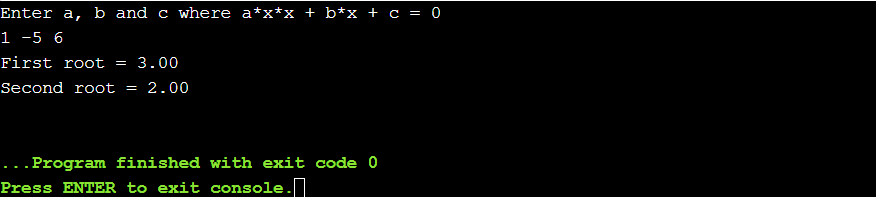 Enter a, b and c where a*x*x + b*x + c = 0
1 -5 6
First root = 3.00
Second root = 2.00
...Program finished with exit code 0
Press ENTER to exit console.